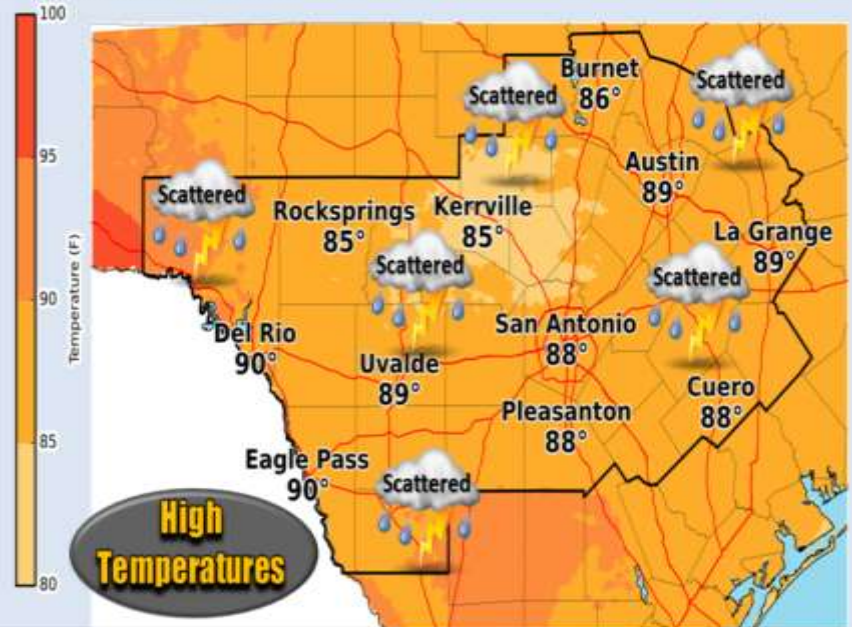 100
95
90
85
80
Temperature (F)
Burnet
86°
Scattered
Scattered
Austin
89°
Scattered
Rocksprings
85°
Kerrville
85°
La Grange
89°
Scattered
Scattered
Del Rio
90°
San Antonio
88°
Uvalde
89°
Cuero
88°
Pleasanton
88°
Eagle Pass
90°
Scattered
High
Temperatures